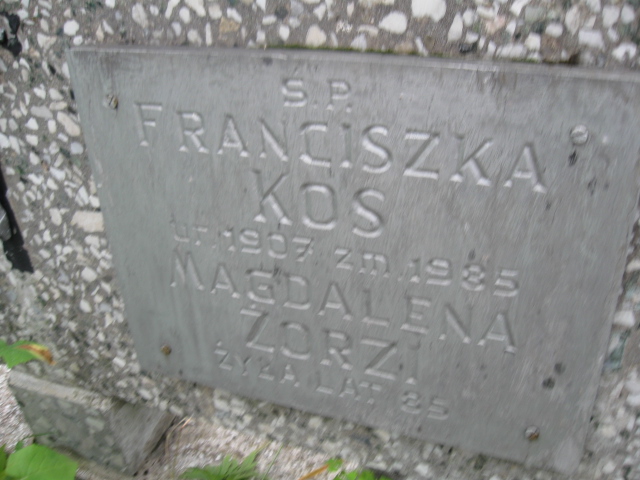 S.P.
FRANCISZKA
KOS
ur. 1907 zm. 1985
MAGDALENA
ZORZI
ŻYŁA LAT 85